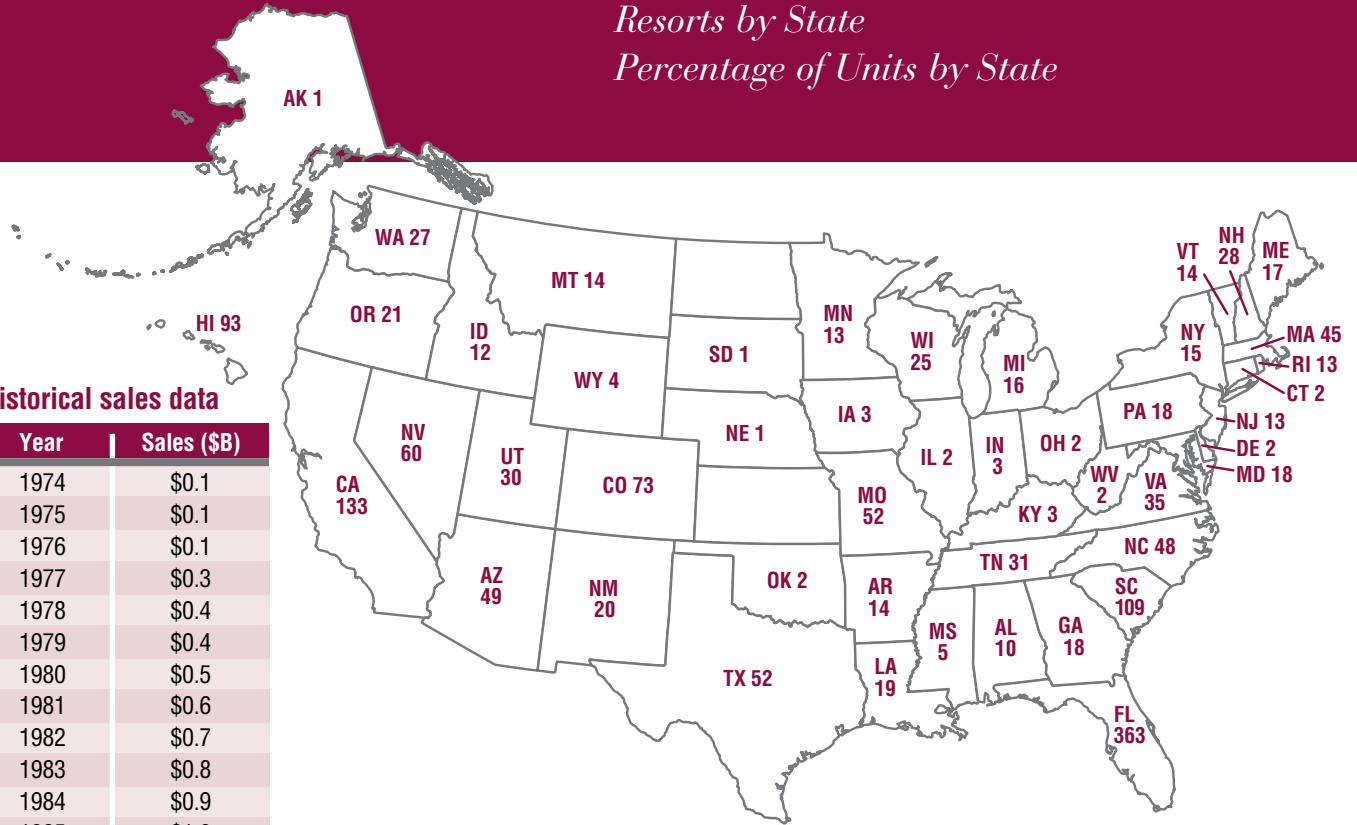 Resorts by State
Percentage of Units by State
AK 1
WA 27
MT 14
OR 21
ID
12
HI 93
WY 4
SD 1
MN
13
WI
25
MI
16
VT
14
NH
28
ME
17
NY
15
MA 45
RI 13
CT 2
NJ 13
DE 2
MD 18
PA 18
NE 1
IA 3
IL 2
IN
3
OH 2
WV
2
VA
35
NV
60
UT
30
CO 73
CA
133
MO
52
KY 3
NC 48
TN 31
AZ
49
NM
20
OK 2
AR
14
SC
109
MS
5
AL
10
GA
18
LA
19
TX 52
FL
363
istorical sales data
Year Sales ($B)
1974 $0.1
1975 $0.1
1976 $0.1
1977 $0.3
1978 $0.4
1979 $0.4
1980 $0.5
1981 $0.6
1982 $0.7
1983 $0.8
1984 $0.9